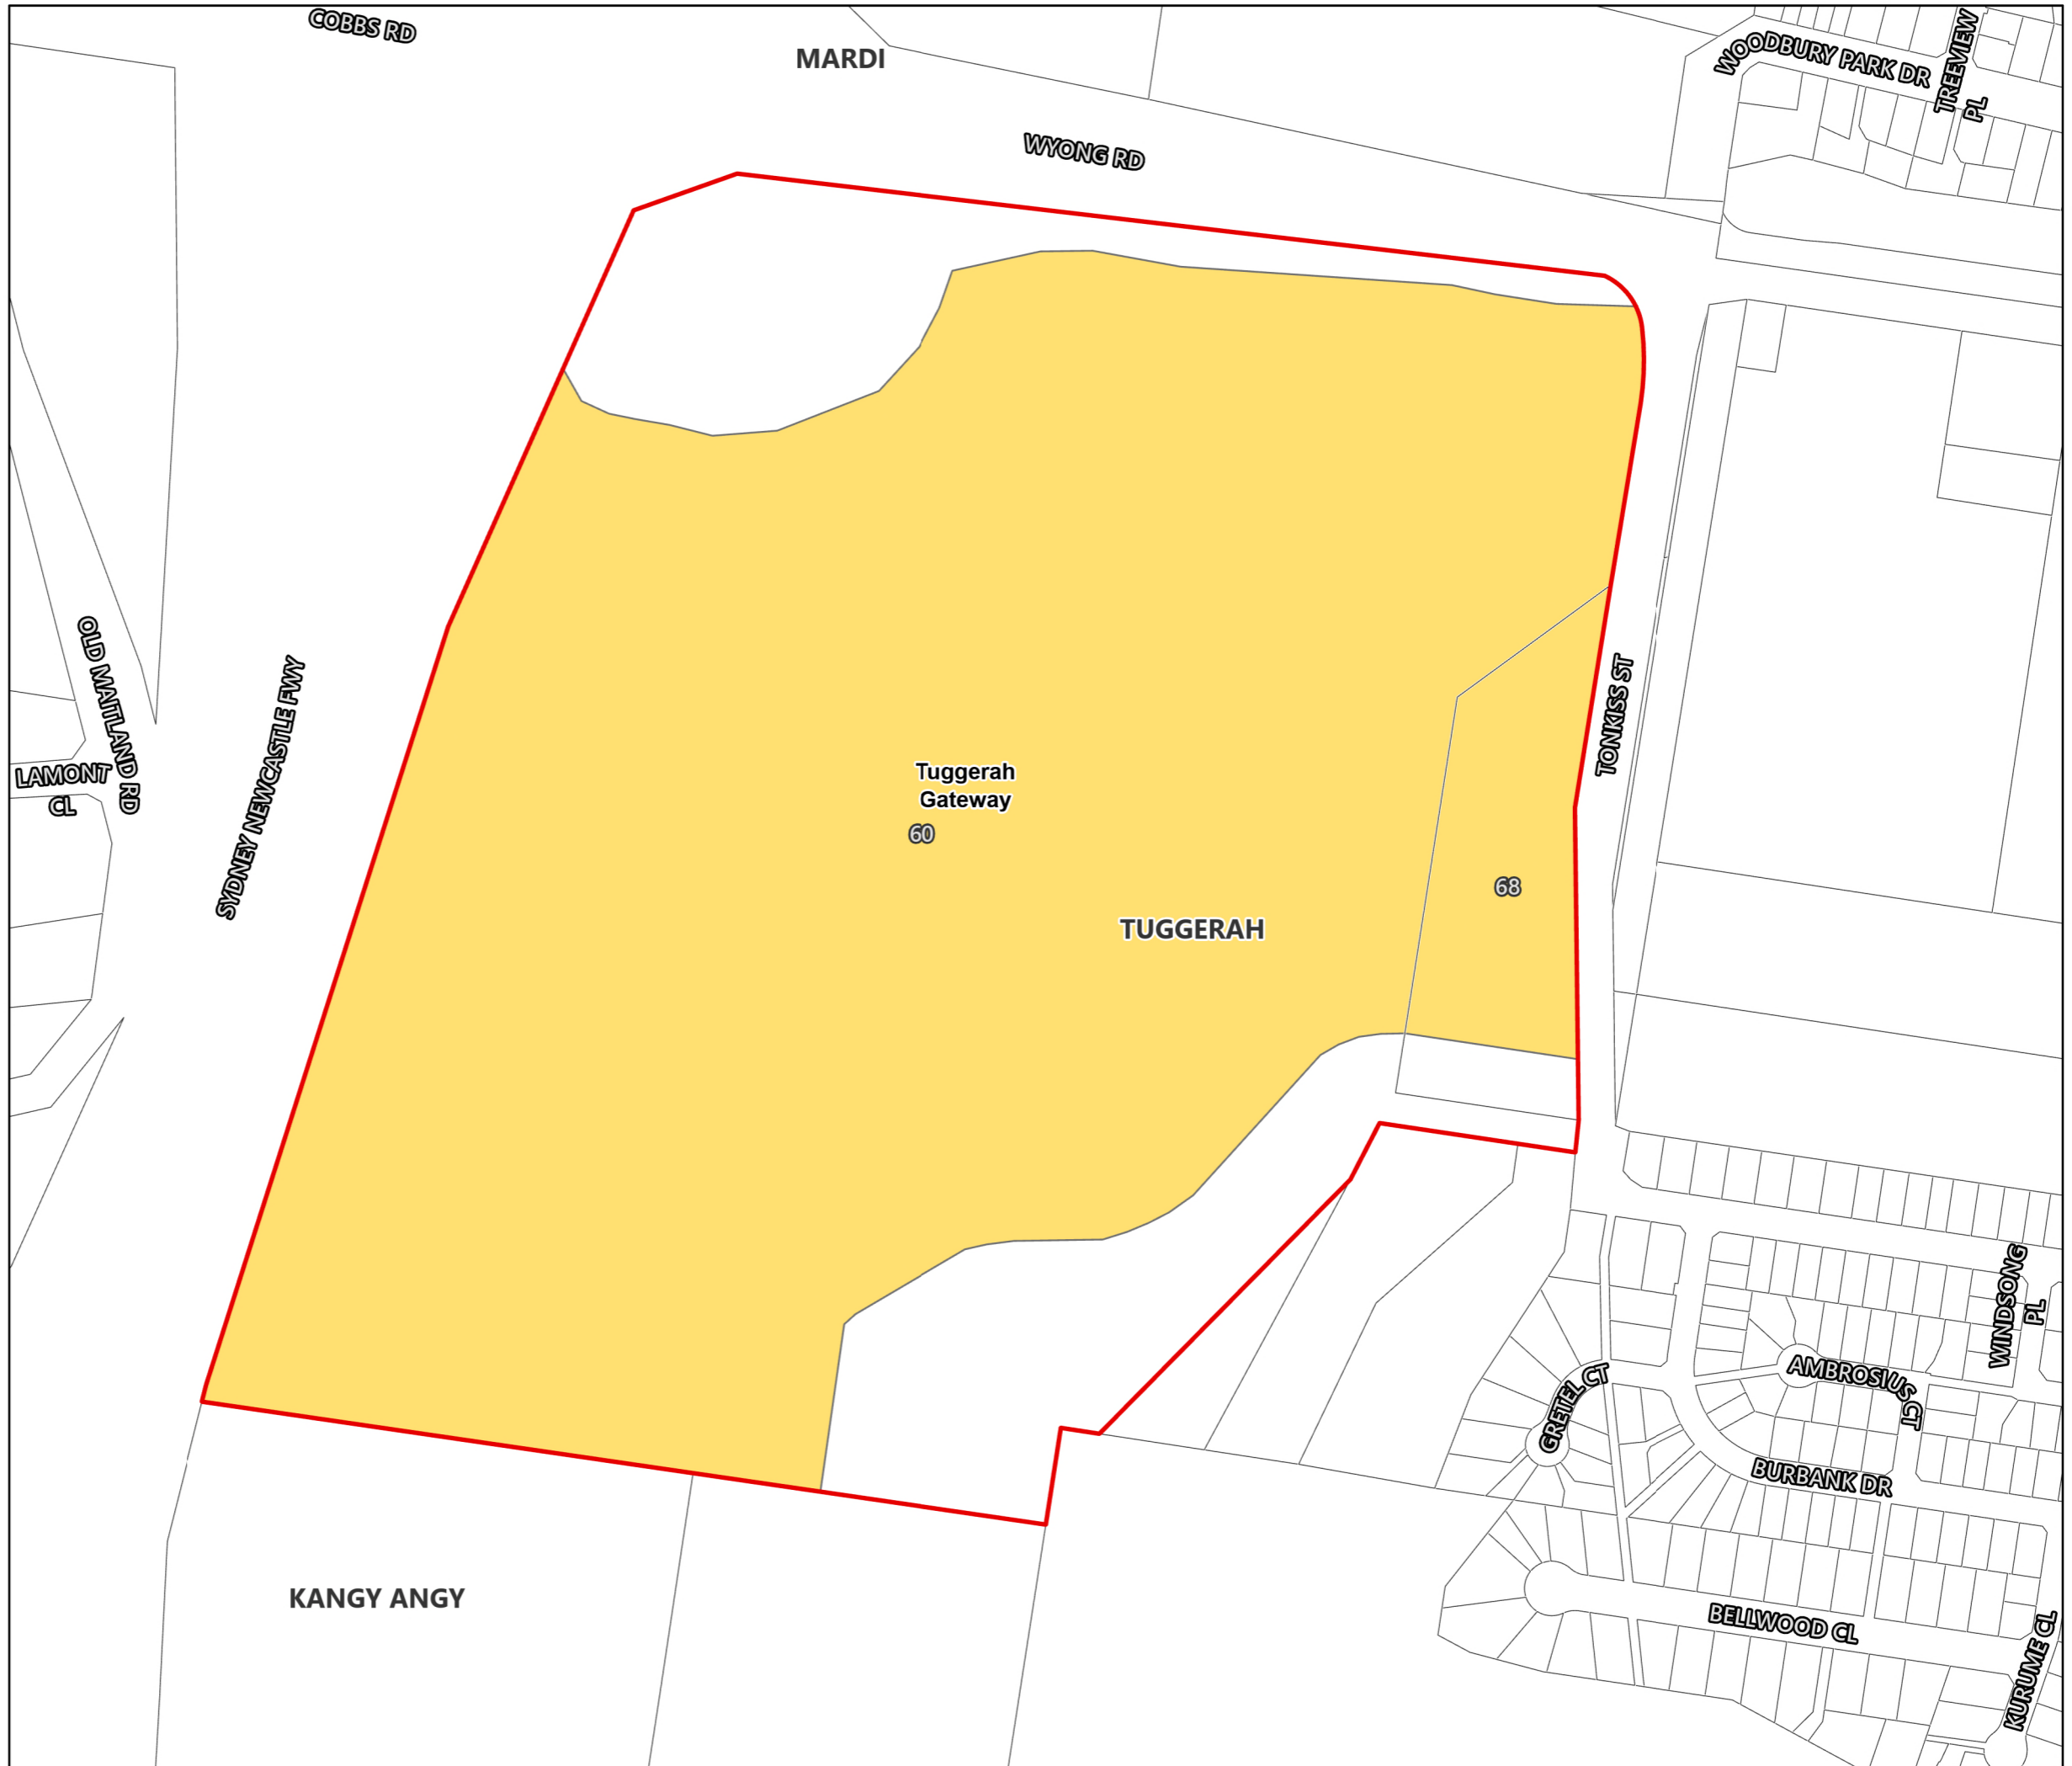 COBBS RD
MARDI
WYONG RD
WOODBURY PARK DR
TREEVIEW
PL
OLD MAITLAND RD
LAMONT
CL
SYDNEY NEWCASTLE FWY
TONKISS ST
Tuggerah
Gateway
60
68
TUGGERAH
WINDSONG
PL
GRETEL CT
AMBROSIUS CT
BURBANK DR
KANGY ANGY
BELLWOOD CL
KURUME CL